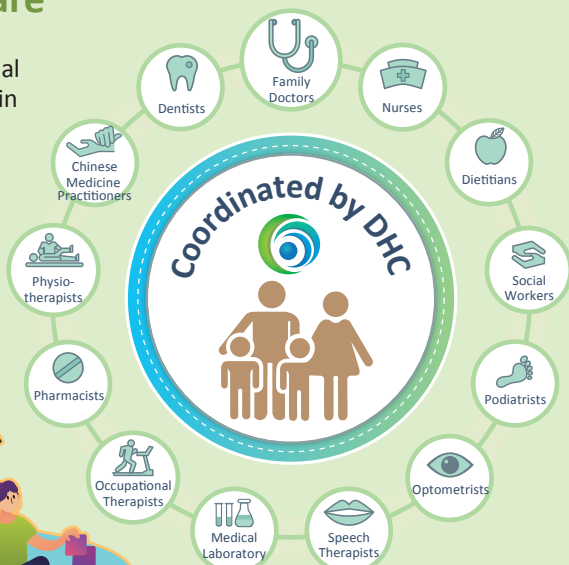 are
al
in
Coordinated by DHC
Family
Doctors
Nurses
Dietitians
Social
Workers
Podiatrists
Optometrists
Speech
Therapists
Medical
Laboratory
Occupational
Therapists
Pharmacists
Physio-
therapists
Chinese
Medicine
Practitioners
Dentists